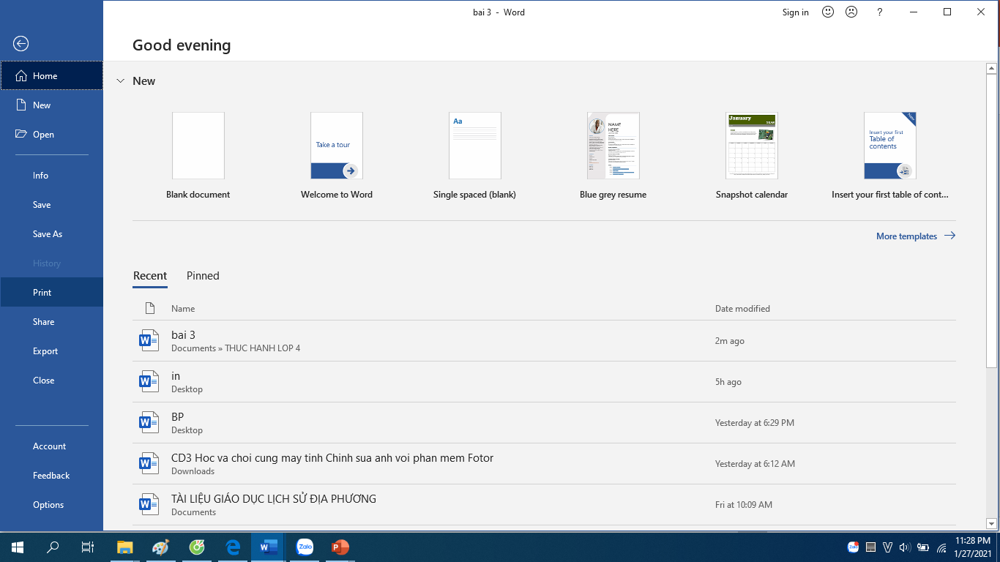 bai 3 - Word
Sign in
?
Good evening
Home
New
Open
Info
Save
Save As
History
Print
Share
Export
Close
Account
Feedback
Options
New
Take a tour
Aa
NAME
HERE
January
YEAR
New
Insert your first
Table of
contents
Blank document
Welcome to Word
Single spaced (blank)
Blue grey resume
Snapshot calendar
Insert your first table of cont...
More templates
Recent Pinned
Name Date modified
bai 3
Documents » THUC HANH LOP 4
2m ago
in
Desktop
5h ago
BP
Desktop
Yesterday at 6:29 PM
CD3 Hoc va choi cung may tinh Chinh sua anh voi phan mem Fotor
Downloads
Yesterday at 6:12 AM
TÀI LIỆU GIÁO DỤC LỊCH SỬ ĐỊA PHƯƠNG
Documents
Fri at 10:09 AM
Zalo
V
11:28 PM
1/27/2021